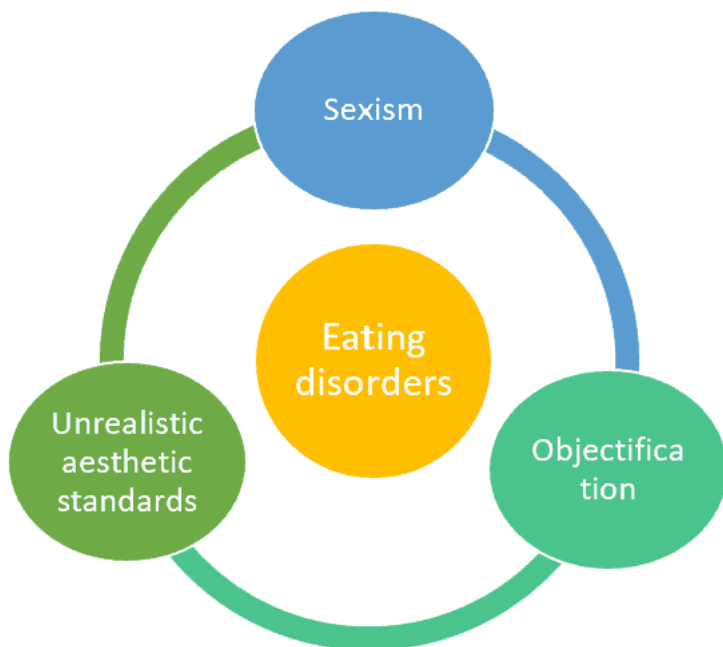 Sexism
Eating
disorders
Unrealistic
aesthetic
standards
Objectifica
tion